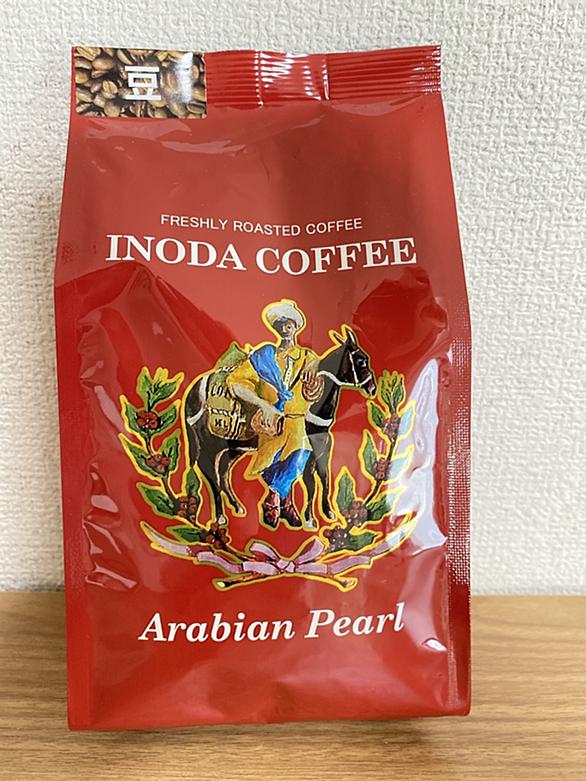 豆
FRESHLY ROASTED COFFEE
INODA COFFEE
Arabian Pearl